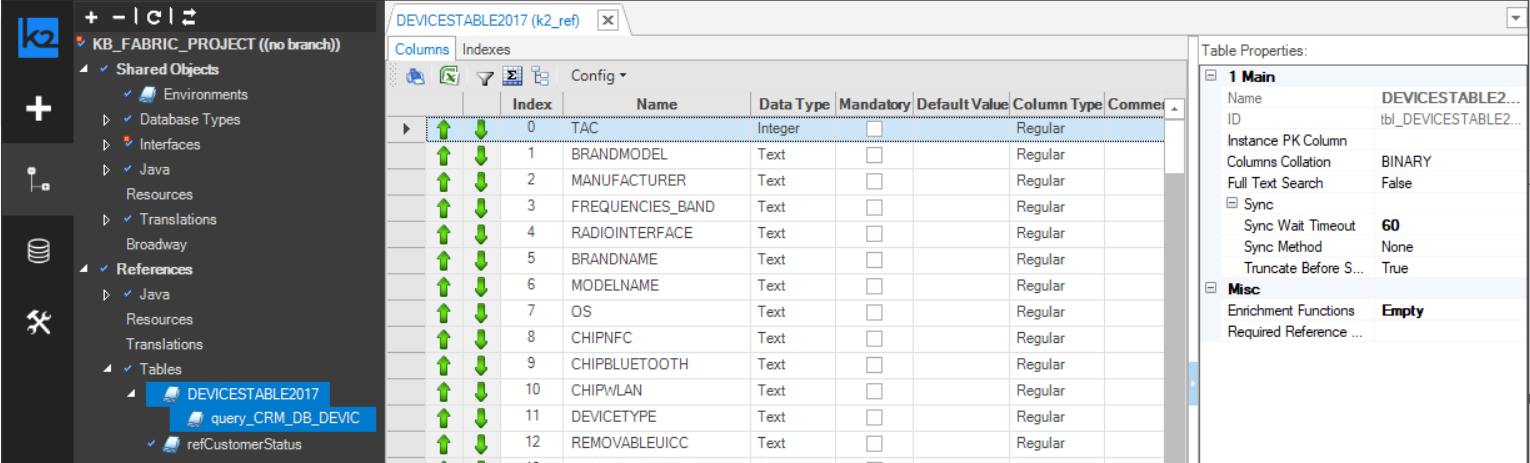 K2
KB_FABRIC_PROJECT ((no branch))
Shared Objects
Environments
Database Types
Interfaces
Java
Resources
Translations
Broadway
References
Java
Resources
Translations
Tables
DEVICESTABLE2017
query_CRM_DB_DEVIC
refCustomerStatus
DEVICESTABLE2017 (k2_ref)
Columns Indexes
Config
Index Name Data Type Mandatory Default Value Column Type Commen
0 TAC Integer Regular
1 BRANDMODEL Text Regular
2 MANUFACTURER Text Regular
3 FREQUENCIES_BAND Text Regular
4 RADIOINTERFACE Text Regular
5 BRANDNAME Text Regular
6 MODELNAME Text Regular
7 OS Text Regular
8 CHIPNFC Text Regular
9 CHIPBLUETOOTH Text Regular
10 CHIPWLAN Text Regular
11 DEVICETYPE Text Regular
12 REMOVABLEUICC Text Regular
Table Properties:
1 Main
Name DEVICESTABLE2...
ID tbl_DEVICESTABLE2...
Instance PK Column
Columns Collation BINARY
Full Text Search False
Sync
Sync Wait Timeout 60
Sync Method None
Truncate Before S... True
Misc
Enrichment Functions Empty
Required Reference ...